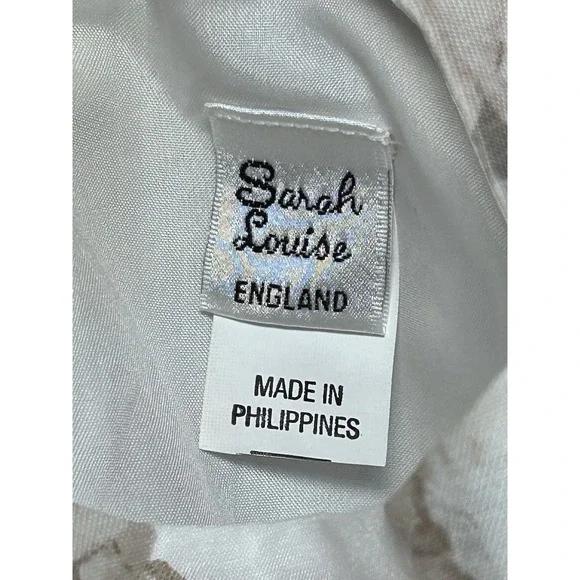 Sarah
Louise
ENGLAND
MADE IN
PHILIPPINES